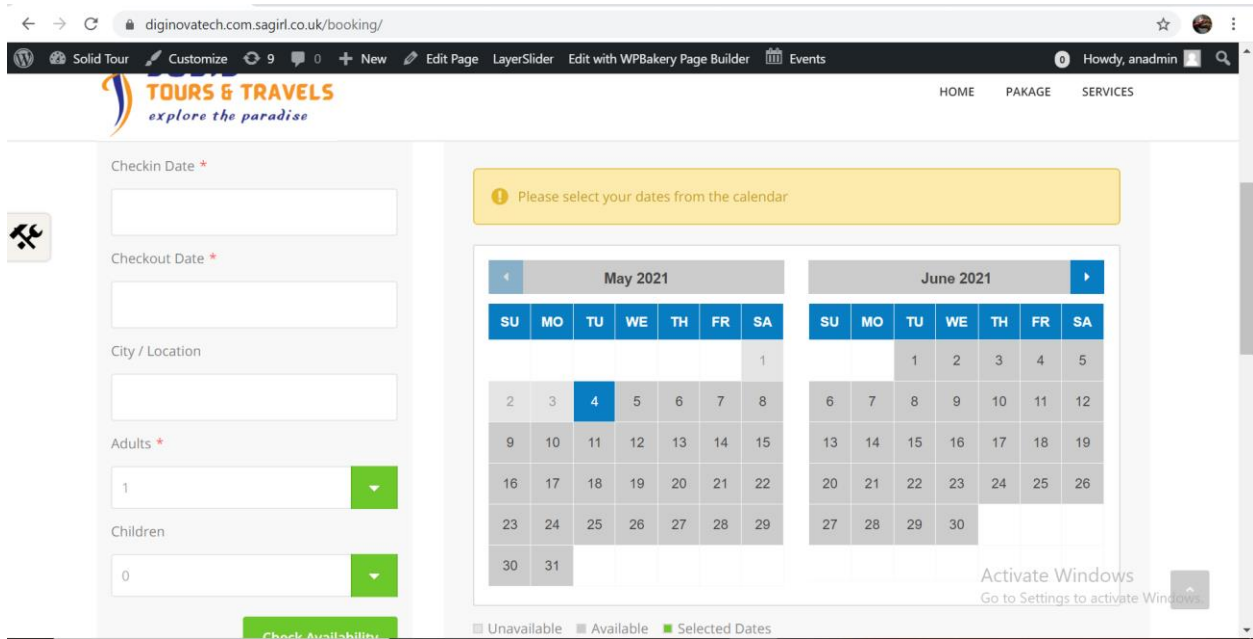 diginovatech.com.sagirl.co.uk/booking/
Solid Tour Customize 9 0 + New Edit Page LayerSlider Edit with WPBakery Page Builder Events 0 Howdy, anadmin
TOURS & TRAVELS
explore the paradise
HOME PAKAGE SERVICES
Checkin Date *
Checkout Date *
City / Location
Adults *
1
Children
0
Check Availability
Please select your dates from the calendar
May 2021
SU MO TU WE TH FR SA
1
2 3 4 5 6 7 8
9 10 11 12 13 14 15
16 17 18 19 20 21 22
23 24 25 26 27 28 29
30 31
June 2021
SU MO TU WE TH FR SA
1 2 3 4 5
6 7 8 9 10 11 12
13 14 15 16 17 18 19
20 21 22 23 24 25 26
27 28 29 30
Unavailable Available Selected Dates
Activate Windows
Go to Settings to activate Windows.